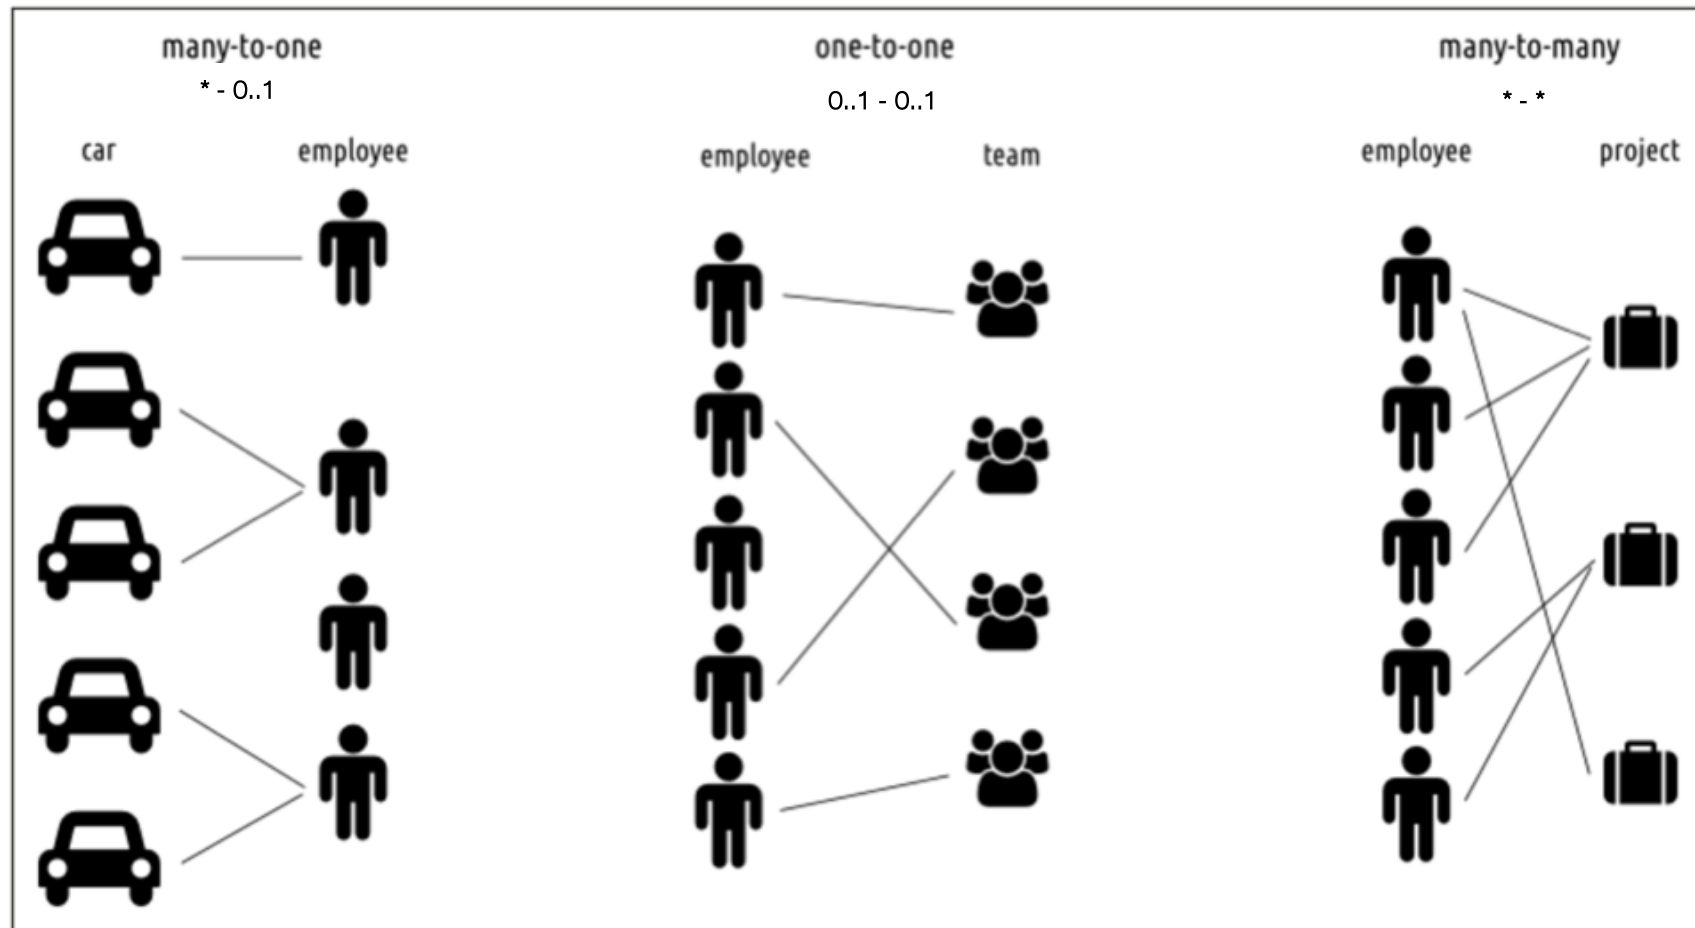 many-to-one
* - 0..1
car
employee
one-to-one
0..1 - 0..1
employee
team
many-to-many
* - *
employee
project